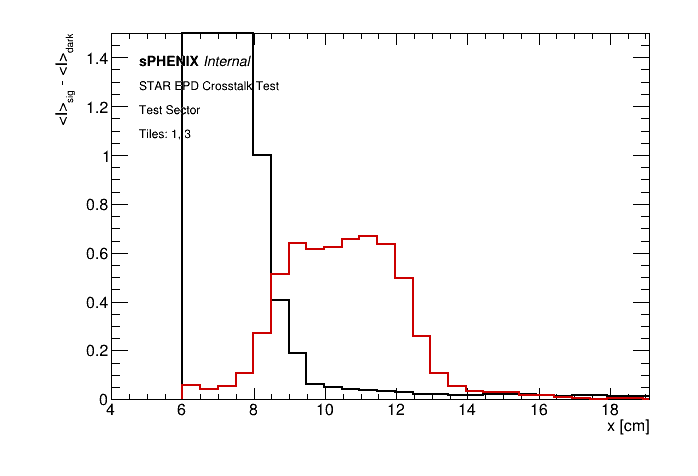 <I>sig - <I>dark
1.4
1.2
1
0.8
0.6
0.4
0.2
0
sPHENIX Internal
STAR EPD Crosstalk Test
Test Sector
Tiles: 1, 3
4 6 8 10 12 14 16 18
x [cm]